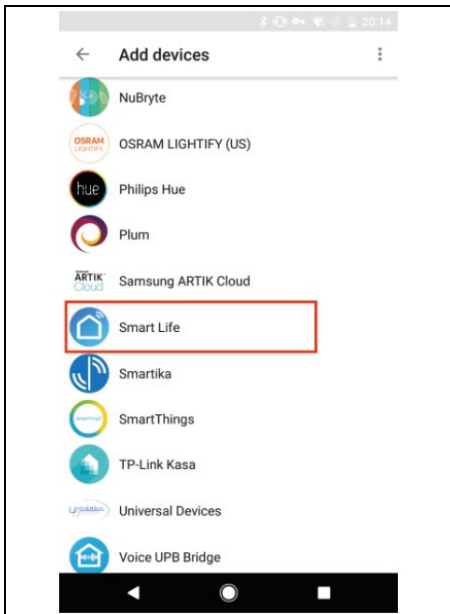 20:14
Add devices
NuBryte
OSRAM
LIGHTIFY
OSRAM LIGHTIFY (US)
hue
Philips Hue
Plum
ARTIK
Cloud
Samsung ARTIK Cloud
Smart Life
Smartika
SmartThings
TP-Link Kasa
Universal Devices
Voice UPB Bridge